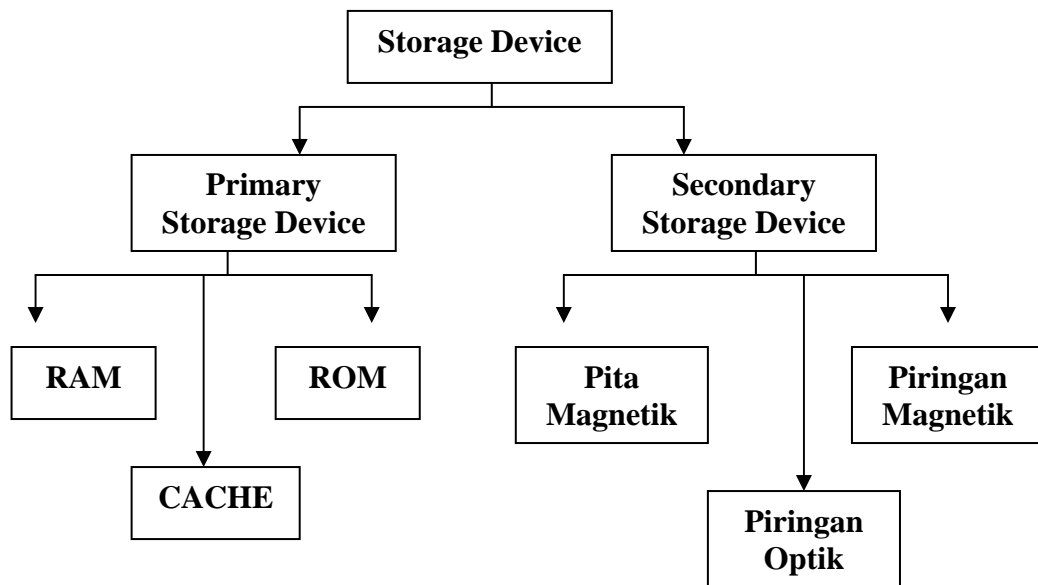 Storage Device
Primary
Storage Device
Secondary
Storage Device
RAM
ROM
Pita
Magnetik
Piringan
Magnetik
CACHE
Piringan
Optik